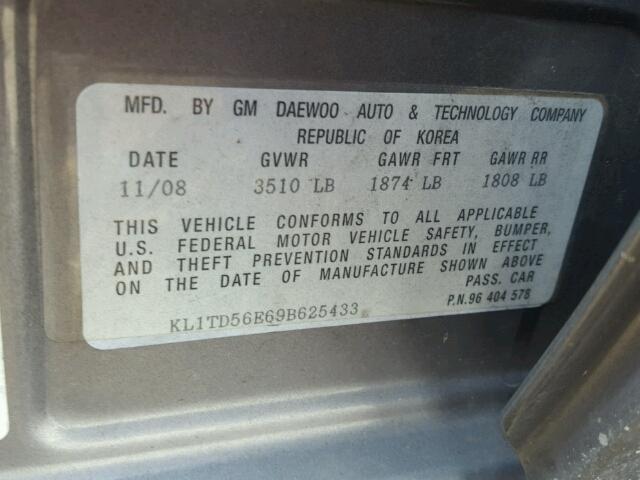 MFD. BY GM DAEWOO AUTO & TECHNOLOGY COMPANY
REPUBLIC OF KOREA
DATE GVWR GAWR FRT GAWR RR
11/08 3510 LB 1874 LB 1808 LB
THIS VEHICLE CONFORMS TO ALL APPLICABLE
U.S. FEDERAL MOTOR VEHICLE SAFETY, BUMPER,
AND THEFT PREVENTION STANDARDS IN EFFECT
ON THE DATE OF MANUFACTURE SHOWN ABOVE
PASS. CAR
KL1TD56E69B625433 P.N.96 404 578